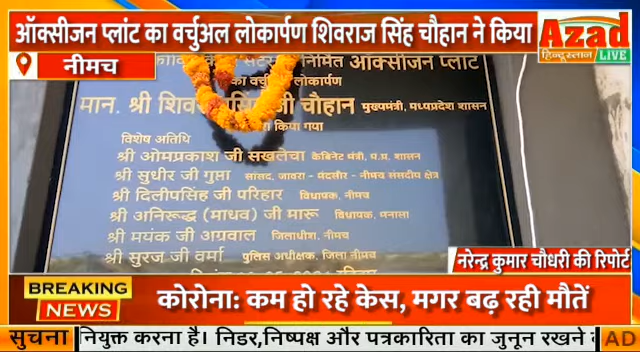 ऑक्सीजन प्लांट का वर्चुअल लोकार्पण शिवराज सिंह चौहान ने किया
Azad
हिन्दुस्तान LIVE
नीमच
निर्मित ऑक्सीजन प्लांट
का वर्चुअल लोकार्पण
मान. श्री शिवराज सिंह जी चौहान मुख्यमंत्री, मध्यप्रदेश शासन
किया गया
विशेष अतिथि
श्री ओमप्रकाश जी सखलेचा कैबिनेट मंत्री, म.प्र. शासन
श्री सुधीर जी गुप्ता सांसद, जावरा - मंदसौर - नीमच संसदीय क्षेत्र
श्री दिलीपसिंह जी परिहार विधायक, नीमच
श्री अनिरूद्ध (माधव) जी मारू विधायक, मनासा
श्री मयंक जी अग्रवाल जिलाधीश, नीमच
श्री सुरज जी वर्मा पुलिस अधीक्षक, जिला नीमच
नरेन्द्र कुमार चौधरी की रिपोर्ट
BREAKING NEWS
कोरोना: कम हो रहे केस, मगर बढ़ रही मौतें
सूचना नियुक्त करना है। निडर,निष्पक्ष और पत्रकारिता का जुनून रखने AD